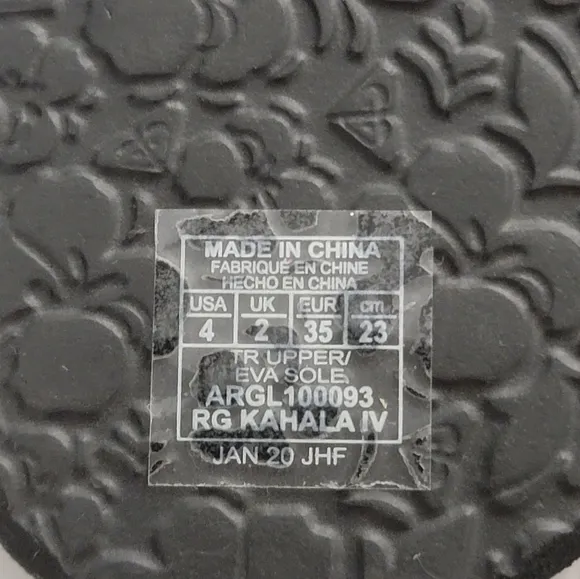 MADE IN CHINA
FABRIQUÉ EN CHINE
HECHO EN CHINA
USA UK EUR cm
4 2 35 23
TR UPPER/
EVA SOLE
ARGL100093
RG KAHALA IV
JAN 20 JHF